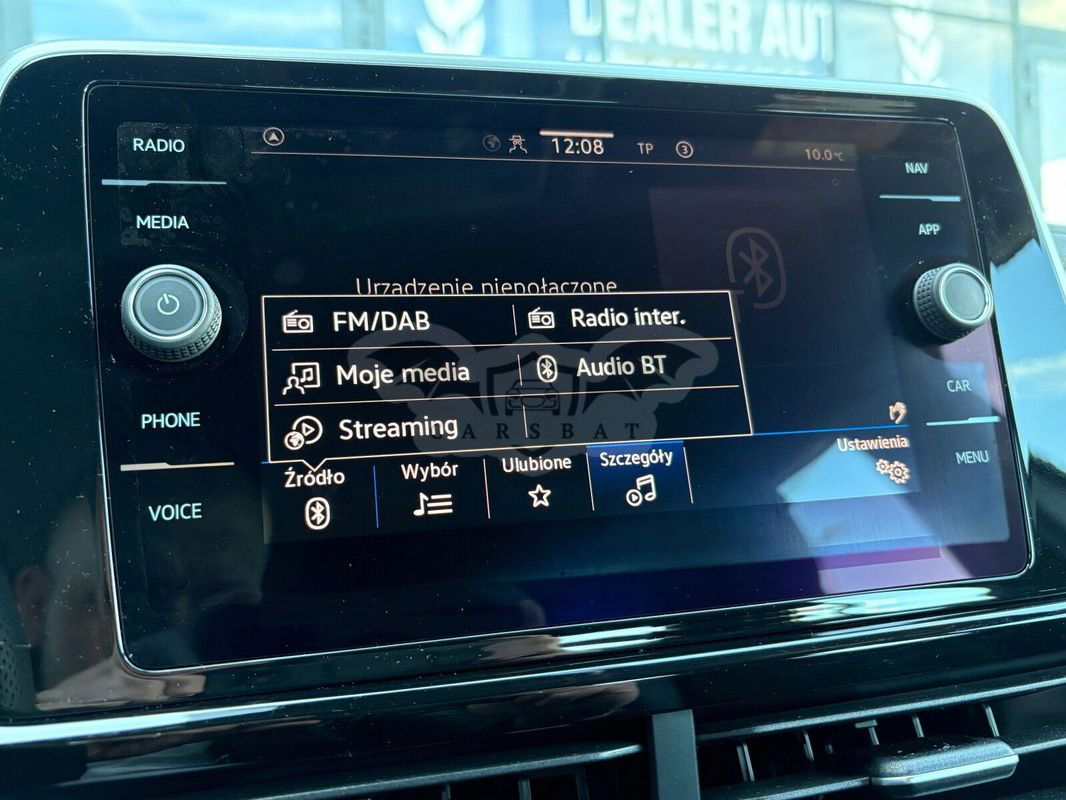 DEALER AUT
RADIO
12:08
TP
3
10.0°C
NAV
MEDIA
APP
Urządzenie niepołączone.
FM/DAB
Radio inter.
Moje media
Audio BT
CAR
PHONE
Streaming
CARSBAT
Ustawienia
MENU
Źródło
Wybór
Ulubione
Szczegóły
VOICE